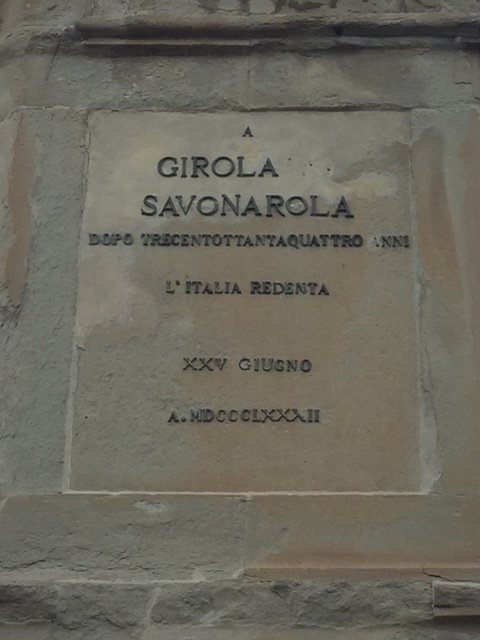 A
GIROLA
SAVONAROLA
DOPO TRECENTOTTANTAQUATTRO NNI
L'ITALIA REDENTA
XXV GIUGNO
A. MDCCCLXXXII